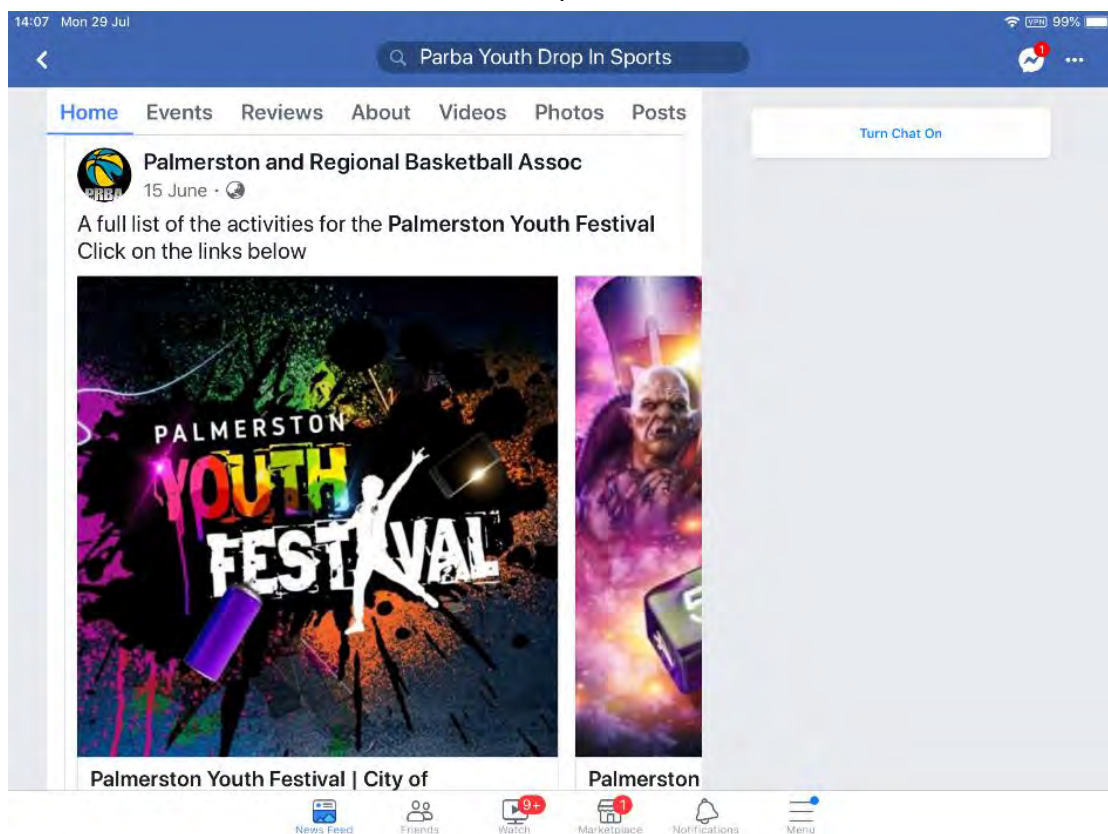 14:07 Mon 29 Jul
VPN 99%
Parba Youth Drop In Sports
1
Home Events Reviews About Videos Photos Posts
Turn Chat On
PRBA
Palmerston and Regional Basketball Assoc
15 June ·
A full list of the activities for the Palmerston Youth Festival
Click on the links below
PALMERSTON
YOUTH
FESTIVAL
5
Palmerston Youth Festival | City of
Palmerston
9+
1
News Feed Friends Watch Marketplace Notifications Menu